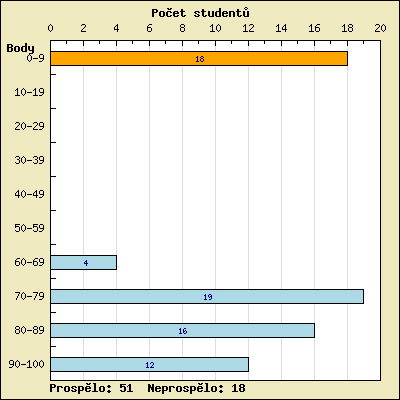 Počet studentů
0 2 4 6 8 10 12 14 16 18 20
Body
0-9 18
10-19
20-29
30-39
40-49
50-59
60-69 4
70-79 19
80-89 16
90-100 12
Prospělo: 51 Neprospělo: 18